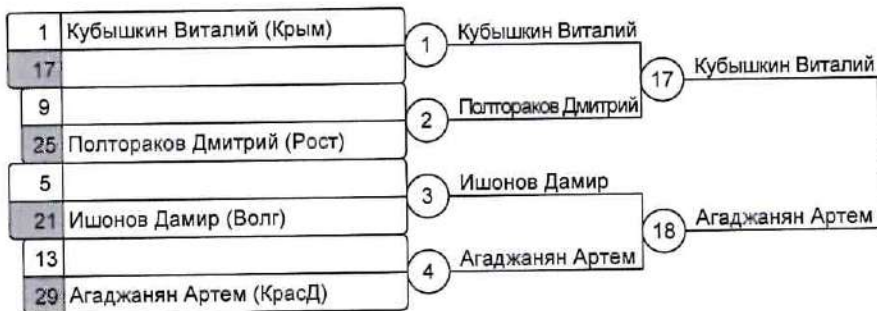 1 Кубышкин Виталий (Крым)
17
1 Кубышкин Виталий
9
25 Полтораков Дмитрий (Рост)
2 Полтораков Дмитрий
17 Кубышкин Виталий
5
21 Ишонов Дамир (Волг)
3 Ишонов Дамир
13
29 Агаджанян Артем (КрасД)
4 Агаджанян Артем
18 Агаджанян Артем